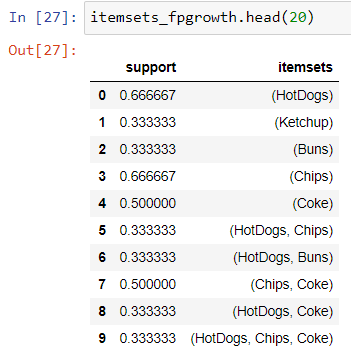 In [27]: itemsets_fpgrowth.head(20)
Out[27]:
support itemsets
0 0.666667 (HotDogs)
1 0.333333 (Ketchup)
2 0.333333 (Buns)
3 0.666667 (Chips)
4 0.500000 (Coke)
5 0.333333 (HotDogs, Chips)
6 0.333333 (HotDogs, Buns)
7 0.500000 (Chips, Coke)
8 0.333333 (HotDogs, Coke)
9 0.333333 (HotDogs, Chips, Coke)